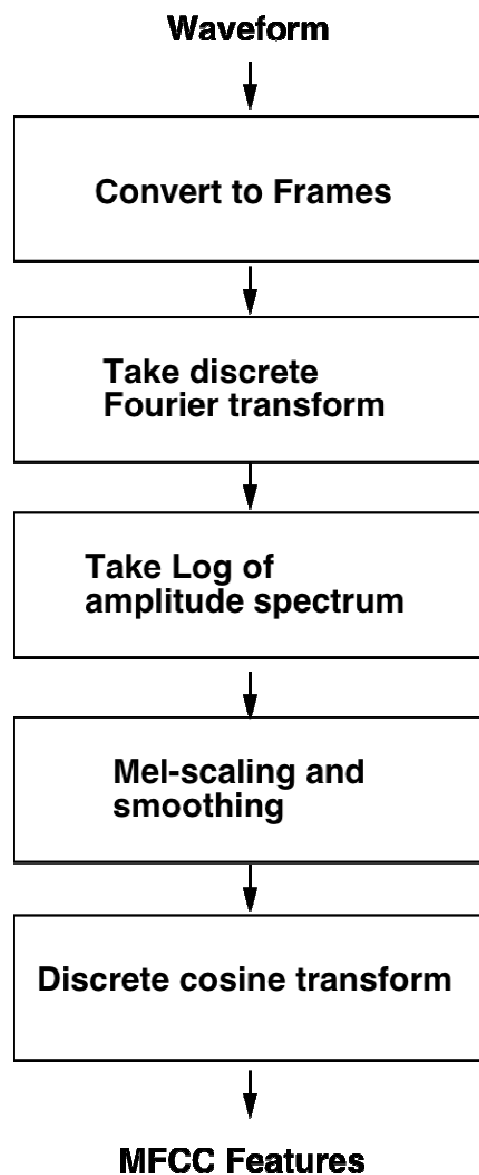 Waveform
Convert to Frames
Take discrete
Fourier transform
Take Log of
amplitude spectrum
Mel-scaling and
smoothing
Discrete cosine transform
MFCC Features